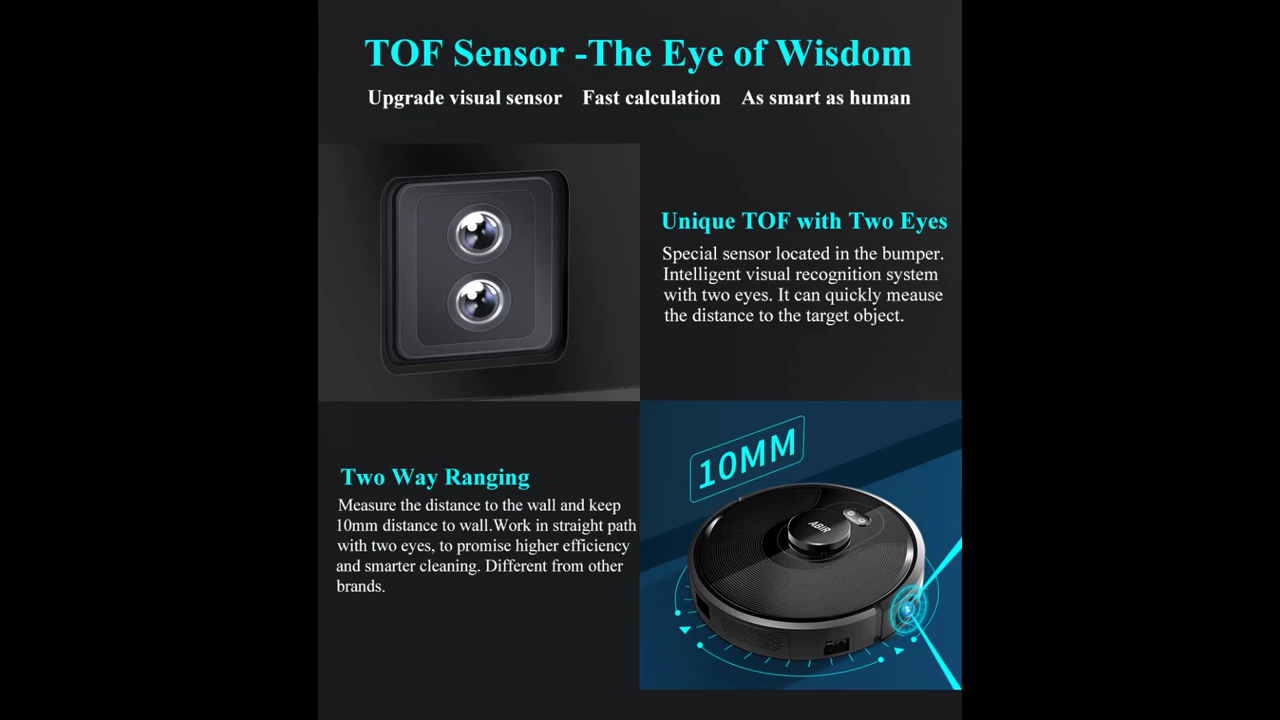 TOF Sensor -The Eye of Wisdom
Upgrade visual sensor Fast calculation As smart as human
Unique TOF with Two Eyes
Special sensor located in the bumper.
Intelligent visual recognition system
with two eyes. It can quickly meause
the distance to the target object.
Two Way Ranging
Measure the distance to the wall and keep
10mm distance to wall.Work in straight path
with two eyes, to promise higher efficiency
and smarter cleaning. Different from other
brands.
10MM
ABIR